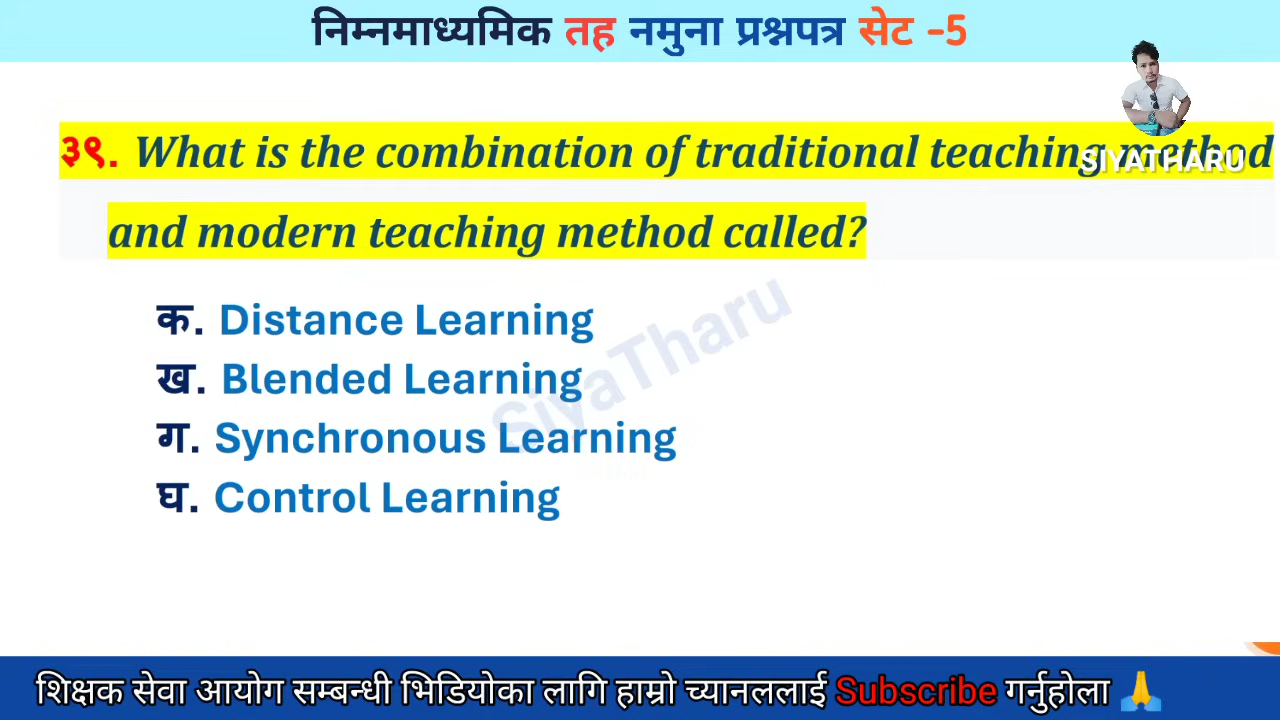 निम्नमाध्यमिक तह नमुना प्रश्नपत्र सेट -5
३९. What is the combination of traditional teaching method
SIYATHARU
and modern teaching method called?
क. Distance Learning
ख. Blended Learning
ग. Synchronous Learning
घ. Control Learning
SiyaTharu
शिक्षक सेवा आयोग सम्बन्धी भिडियोका लागि हाम्रो च्यानललाई Subscribe गर्नुहोला 🙏